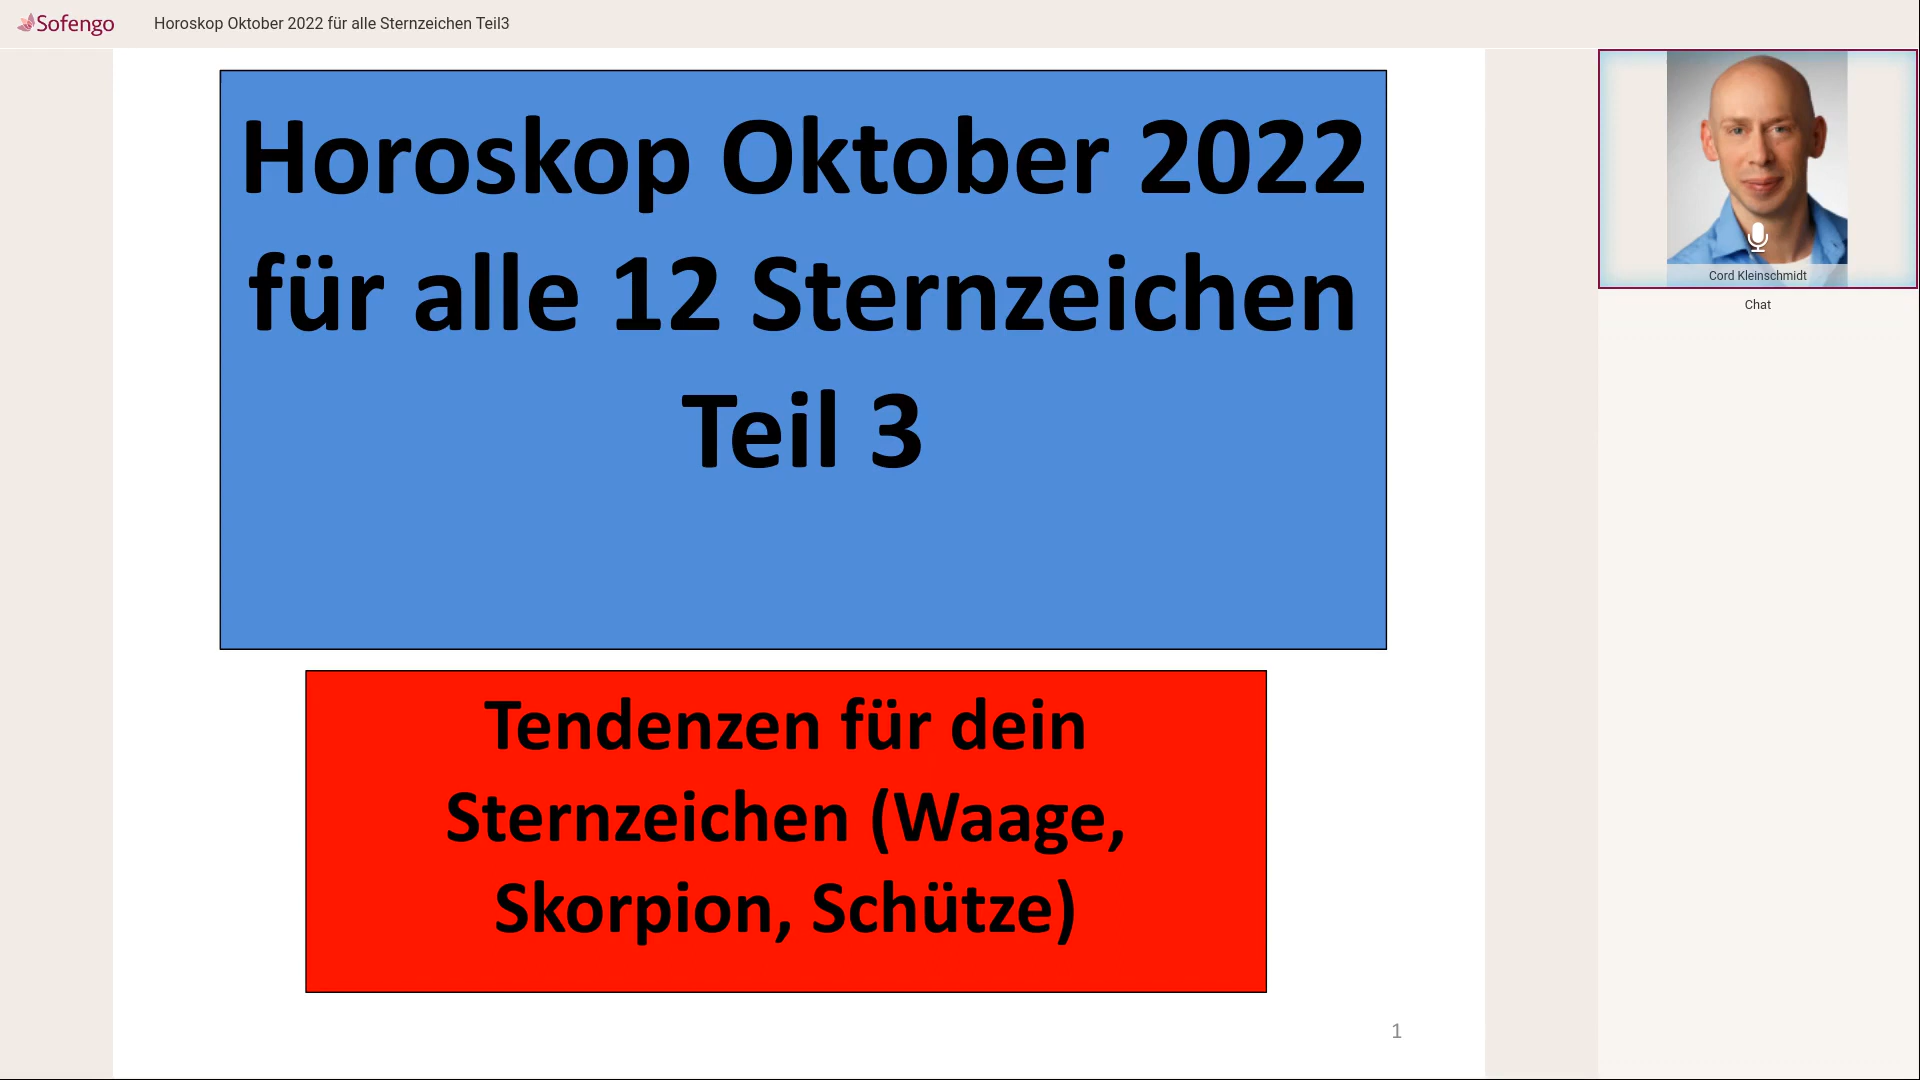 Sofengo
Horoskop Oktober 2022 für alle Sternzeichen Teil3
Horoskop Oktober 2022
für alle 12 Sternzeichen
Teil 3
Tendenzen für dein
Sternzeichen (Waage,
Skorpion, Schütze)
1
Cord Kleinschmidt
Chat